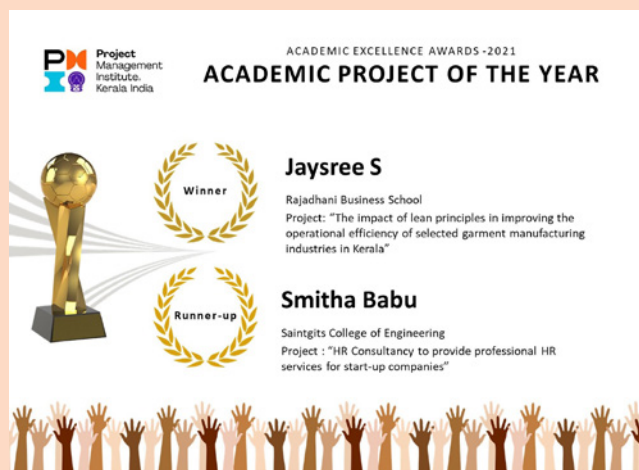 Project
Management
Institute.
Kerala India
ACADEMIC EXCELLENCE AWARDS -2021
ACADEMIC PROJECT OF THE YEAR
Winner
Jaysree S
Rajadhani Business School
Project: "The impact of lean principles in improving the
operational efficiency of selected garment manufacturing
industries in Kerala"
Runner-up
Smitha Babu
Saintgits College of Engineering
Project : "HR Consultancy to provide professional HR
services for start-up companies"